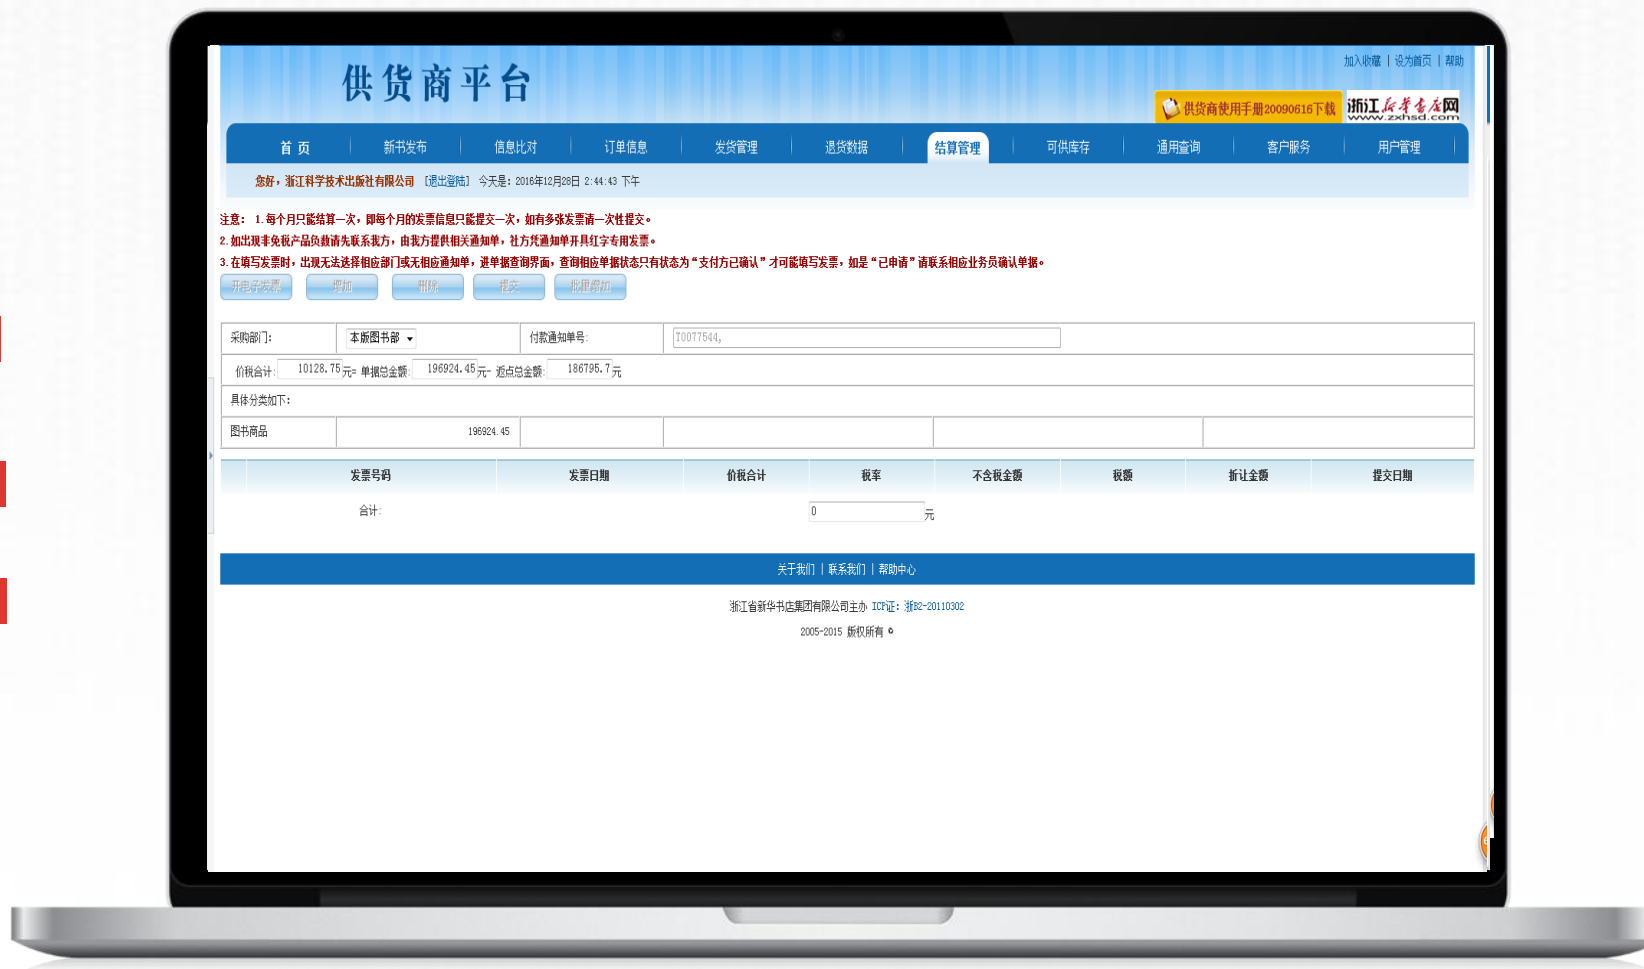 加入收藏 | 设为首页 | 帮助
供货商平台
供货商使用手册20090616下载 浙江新华书店网
www.zxhsd.com
首 页 新书发布 信息比对 订单信息 发货管理 退货数据 结算管理 可供库存 通用查询 客户服务 用户管理
您好，浙江科学技术出版社有限公司 [退出登陆] 今天是：2016年12月28日 2:44:43 下午
注意： 1.每个月只能结算一次，即每个月的发票信息只能提交一次，如有多张发票请一次性提交。
2.如出现非免税产品负数请先联系我方，由我方提供相关通知单，社方凭通知单开具红字专用发票。
3.在填写发票时，出现无法选择相应部门或无相应通知单，进单据查询界面，查询相应单据状态只有状态为“支付方已确认”才可能填写发票，如是“已申请”请联系相应业务员确认单据。
开电子发票 增加 删除 提交 批量增加
采购部门： 本版图书部 付款通知单号: T0077544,
价税合计: 10128.75元= 单据总金额: 196924.45元- 返点总金额: 186795.7元
具体分类如下：
图书商品 196924.45
发票号码 发票日期 价税合计 税率 不含税金额 税额 折让金额 提交日期
合计: 0 元
关于我们 | 联系我们 | 帮助中心
浙江省新华书店集团有限公司主办 ICP证：浙B2-20110302
2005-2015 版权所有 ©